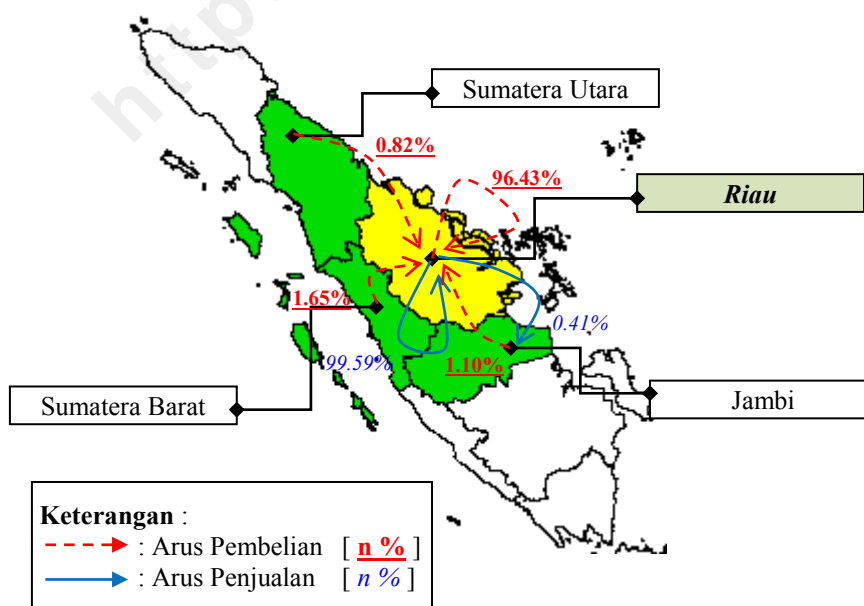 http
Sumatera Utara
0.82%
96.43%
Riau
1.65%
0.41%
99.59%
1.10%
Sumatera Barat
Jambi
Keterangan :
: Arus Pembelian [ n % ]
: Arus Penjualan [ n % ]